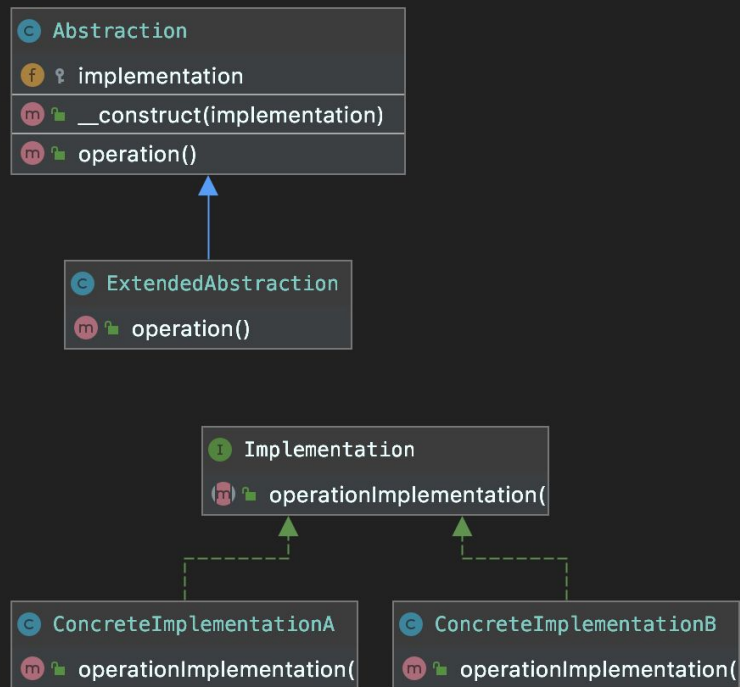 C Abstraction
f implementation
m __construct(implementation)
m operation()
C ExtendedAbstraction
m operation()
I Implementation
m operationImplementation(
C ConcreteImplementationA
m operationImplementation(
C ConcreteImplementationB
m operationImplementation(